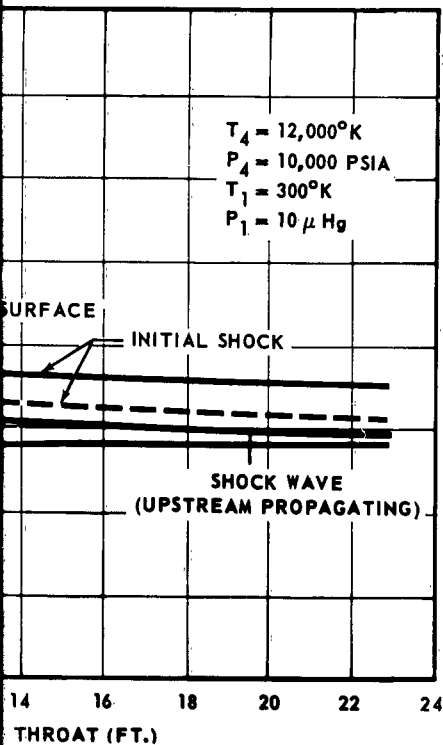 T4 = 12,000°K
P4 = 10,000 PSIA
T1 = 300°K
P1 = 10 μ Hg
SURFACE
INITIAL SHOCK
SHOCK WAVE
(UPSTREAM PROPAGATING)
14 16 18 20 22 24
THROAT (FT.)